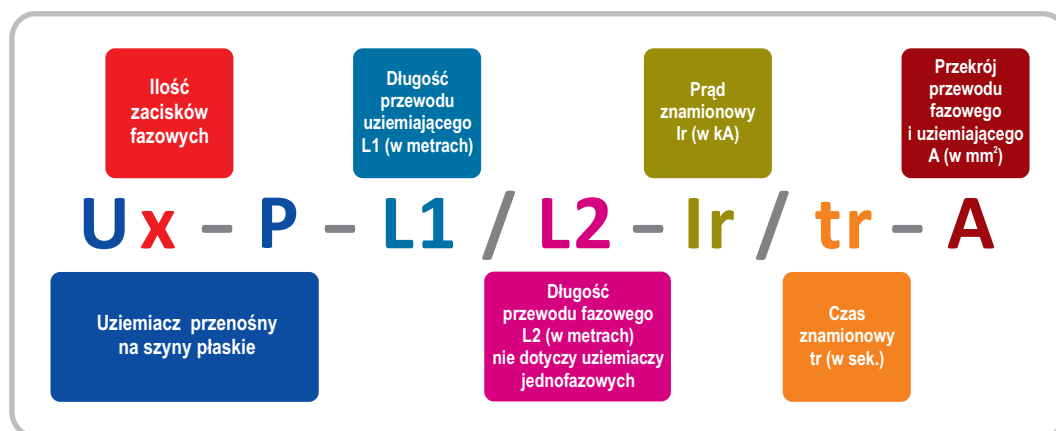 Ilość
zacisków
fazowych
Długość
przewodu
uziemiającego
L1 (w metrach)
Prąd
znamionowy
Ir (w kA)
Przekrój
przewodu
fazowego
i uziemiającego
A (w mm²)
Ux – P – L1 / L2 – Ir / tr – A
Uziemiacz przenośny
na szyny płaskie
Długość
przewodu fazowego
L2 (w metrach)
nie dotyczy uziemiaczy
jednofazowych
Czas
znamionowy
tr (w sek.)